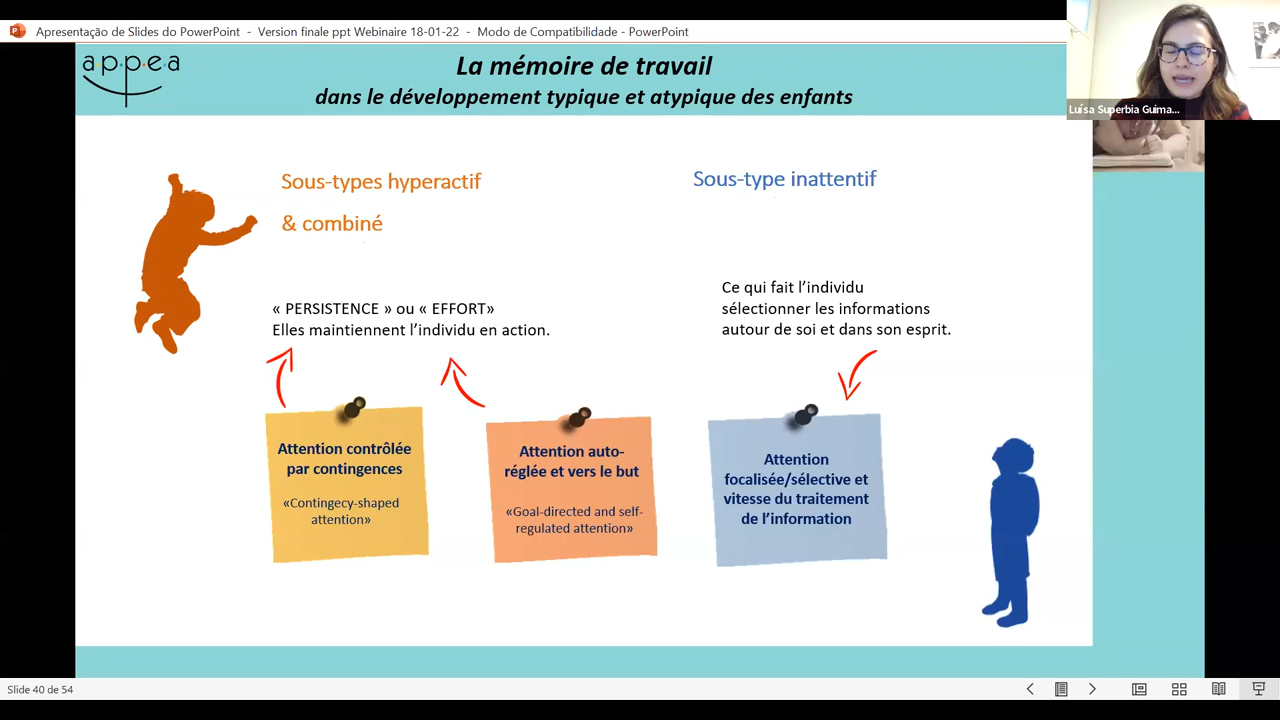 Apresentação de Slides do PowerPoint - Version finale ppt Webinaire 18-01-22 - Modo de Compatibilidade - PowerPoint
appea
La mémoire de travail
dans le développement typique et atypique des enfants
Luísa Superbia Guima...
Sous-types hyperactif
& combiné
Sous-type inattentif
« PERSISTENCE » ou « EFFORT»
Elles maintiennent l’individu en action.
Ce qui fait l’individu
sélectionner les informations
autour de soi et dans son esprit.
Attention contrôlée
par contingences
«Contingecy-shaped
attention»
Attention auto-
réglée et vers le but
«Goal-directed and self-
regulated attention»
Attention
focalisée/sélective et
vitesse du traitement
de l’information
Slide 40 de 54